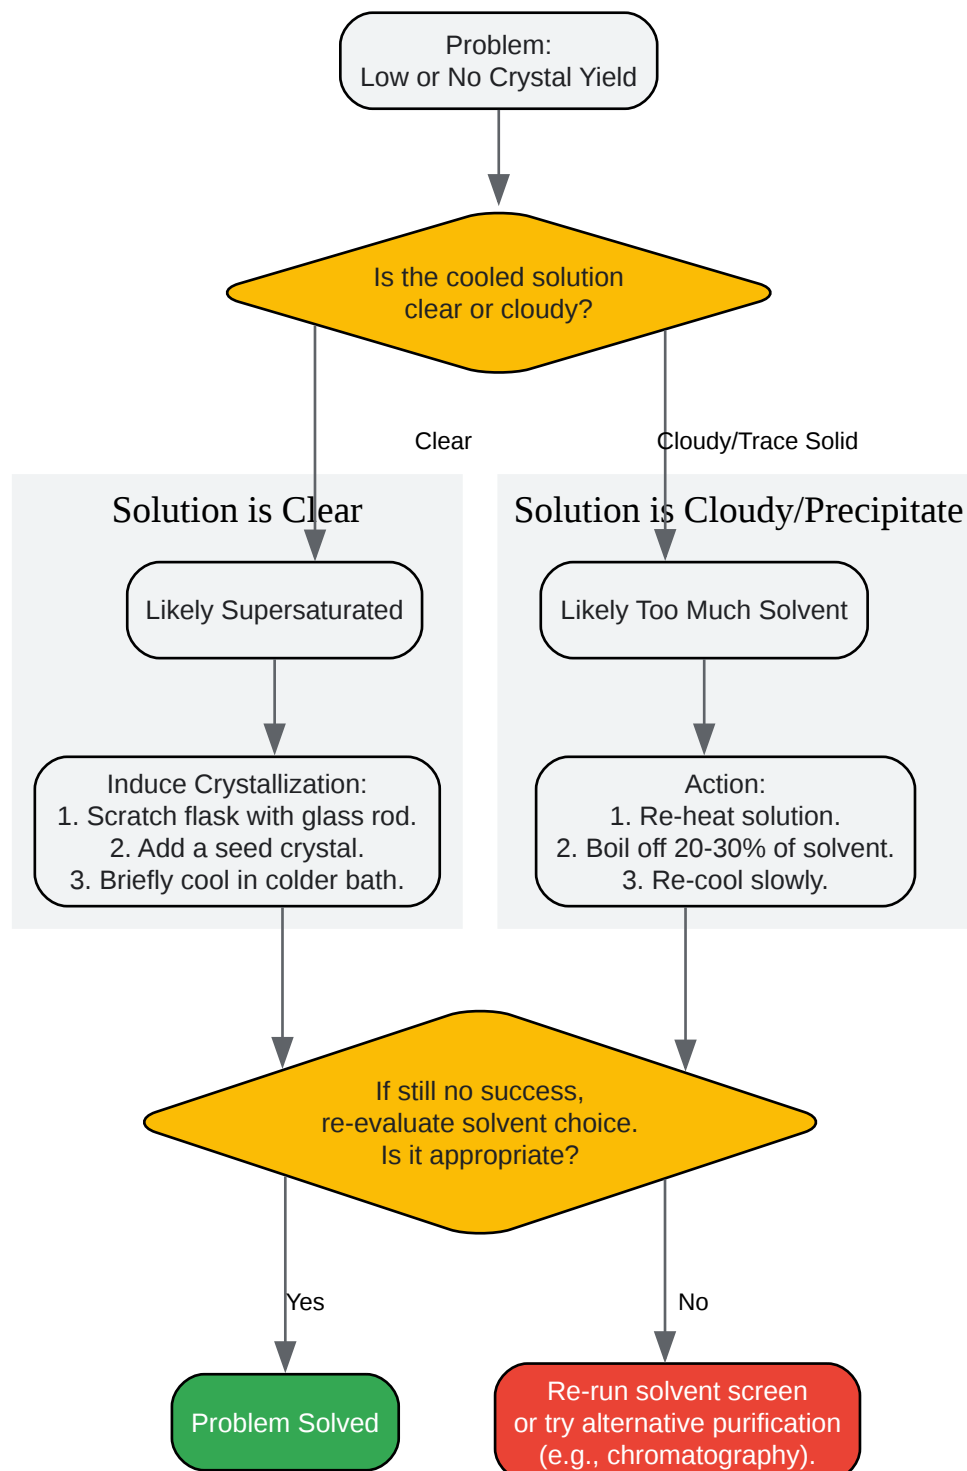 Problem:
Low or No Crystal Yield
Is the cooled solution
clear or cloudy?
Clear
Cloudy/Trace Solid
Solution is Clear
Solution is Cloudy/Precipitate
Likely Supersaturated
Likely Too Much Solvent
Induce Crystallization:
1. Scratch flask with glass rod.
2. Add a seed crystal.
3. Briefly cool in colder bath.
Action:
1. Re-heat solution.
2. Boil off 20-30% of solvent.
3. Re-cool slowly.
If still no success,
re-evaluate solvent choice.
Is it appropriate?
Yes
No
Problem Solved
Re-run solvent screen
or try alternative purification
(e.g., chromatography).